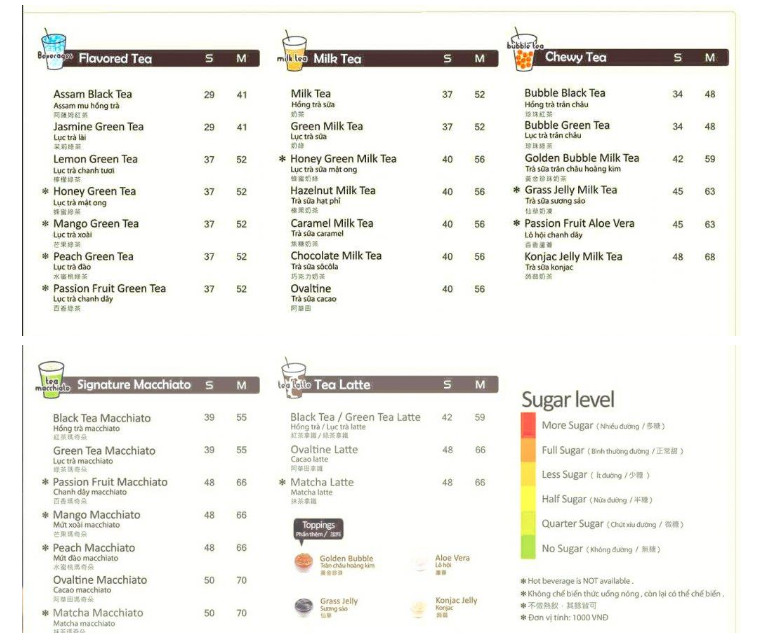 Beverages Flavored Tea S M
Assam Black Tea 29 41
Assam mu hồng trà
阿薩姆紅茶
Jasmine Green Tea 29 41
Lục trà lài
茉莉綠茶
Lemon Green Tea 37 52
Lục trà chanh tươi
檸檬綠茶
* Honey Green Tea 37 52
Lục trà mật ong
蜂蜜綠茶
* Mango Green Tea 37 52
Lục trà xoài
芒果綠茶
* Peach Green Tea 37 52
Lục trà đào
水蜜桃綠茶
* Passion Fruit Green Tea 37 52
Lục trà chanh dây
百香綠茶
milk tea Milk Tea S M
Milk Tea 37 52
Hồng trà sữa
奶茶
Green Milk Tea 37 52
Lục trà sữa
奶綠
* Honey Green Milk Tea 40 56
Lục trà sữa mật ong
蜂蜜奶綠
Hazelnut Milk Tea 40 56
Trà sữa hạt phỉ
榛果奶茶
Caramel Milk Tea 40 56
Trà sữa caramel
焦糖奶茶
Chocolate Milk Tea 40 56
Trà sữa sôcôla
巧克力奶茶
Ovaltine 40 56
Trà sữa cacao
阿華田
bubble tea Chewy Tea S M
Bubble Black Tea 34 48
Hồng trà trân châu
珍珠紅茶
Bubble Green Tea 34 48
Lục trà trân châu
珍珠綠茶
Golden Bubble Milk Tea 42 59
Trà sữa trân châu hoàng kim
黃金珍珠奶茶
* Grass Jelly Milk Tea 45 63
Trà sữa sương sáo
仙草奶凍
* Passion Fruit Aloe Vera 45 63
Lô hội chanh dây
百香蘆薈
Konjac Jelly Milk Tea 48 68
Trà sữa konjac
蒟蒻奶茶
tea macchiato Signature Macchiato S M
Black Tea Macchiato 39 55
Hồng trà macchiato
紅茶瑪奇朵
Green Tea Macchiato 39 55
Lục trà macchiato
綠茶瑪奇朵
* Passion Fruit Macchiato 48 66
Chanh dây macchiato
百香瑪奇朵
* Mango Macchiato 48 66
Mứt xoài macchiato
芒果瑪奇朵
* Peach Macchiato 48 66
Mứt đào macchiato
水蜜桃瑪奇朵
Ovaltine Macchiato 50 70
Cacao macchiato
阿華田瑪奇朵
* Matcha Macchiato 50 70
Matcha macchiato
抹茶瑪奇朵
tea latte Tea Latte S M
Black Tea / Green Tea Latte 42 59
Hồng trà / Lục trà latte
紅茶拿鐵 / 綠茶拿鐵
Ovaltine Latte 48 66
Cacao latte
阿華田拿鐵
* Matcha Latte 48 66
Matcha latte
抹茶拿鐵
Toppings
Phần thêm / 加料
Golden Bubble
Trân châu hoàng kim
黃金珍珠
Aloe Vera
Lô hội
蘆薈
Grass Jelly
Sương sáo
仙草
Konjac Jelly
Konjac
蒟蒻
Sugar level
More Sugar ( Nhiều đường / 多糖 )
Full Sugar ( Bình thường đường / 正常甜 )
Less Sugar ( Ít đường / 少糖 )
Half Sugar ( Nửa đường / 半糖 )
Quarter Sugar ( Chút xíu đường / 微糖 )
No Sugar ( Không đường / 無糖 )
* Hot beverage is NOT available .
* Không chế biến thức uống nóng , còn lại có thể chế biến .
* 不做熱飲，其餘皆可
* Đơn vị tính: 1000 VNĐ